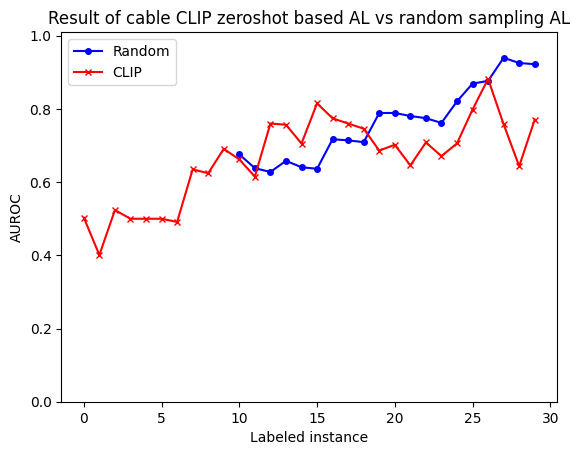 Result of cable CLIP zeroshot based AL vs random sampling AL
Random
CLIP
1.0
0.8
0.6
0.4
0.2
0.0
AUROC
0 5 10 15 20 25 30
Labeled instance